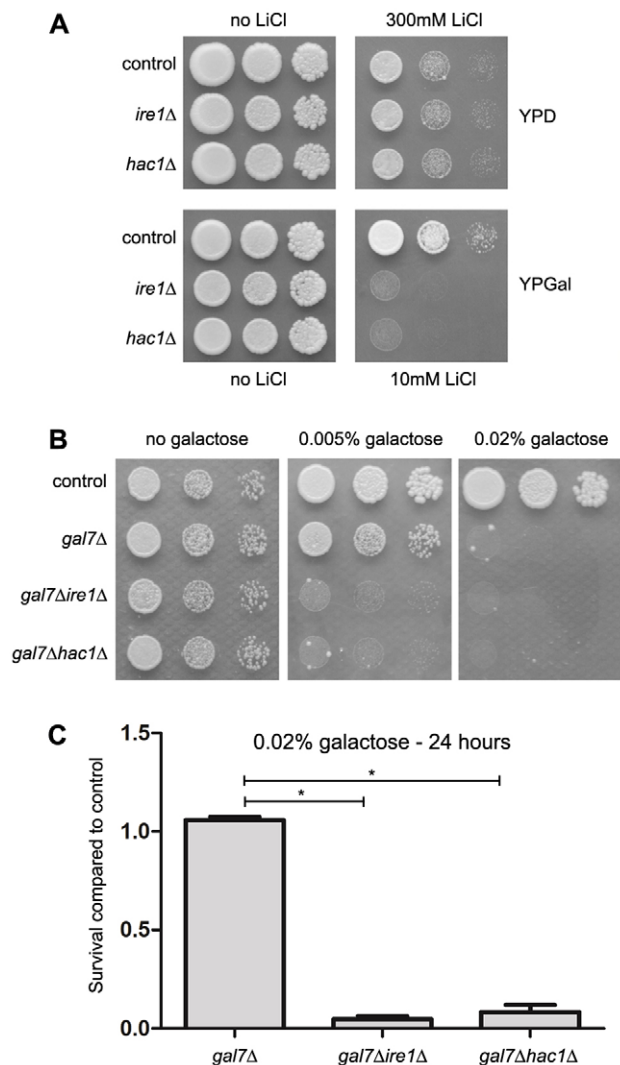 A
no LiCl
300mM LiCl
control
ire1Δ
hac1Δ
YPD
control
ire1Δ
hac1Δ
YPGal
no LiCl
10mM LiCl
B
no galactose
0.005% galactose
0.02% galactose
control
gal7Δ
gal7Δire1Δ
gal7Δhac1Δ
C
0.02% galactose - 24 hours
Survival compared to control
1.5
1.0
0.5
0.0
*
*
gal7Δ
gal7Δire1Δ
gal7Δhac1Δ